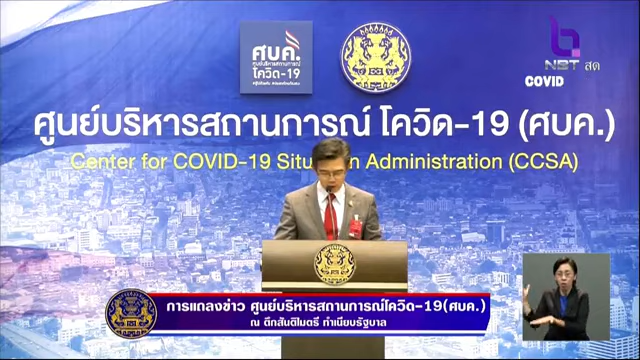 ศบค.
ศูนย์บริหารสถานการณ์
โควิด-19
NBT สด
COVID
ศูนย์บริหารสถานการณ์ โควิด-19 (ศบค.)
Center for COVID-19 Situ n Administration (CCSA)
การแถลงข่าว ศูนย์บริหารสถานการณ์โควิด-19(ศบค.)
ณ ตึกสันติไมตรี ทำเนียบรัฐบาล